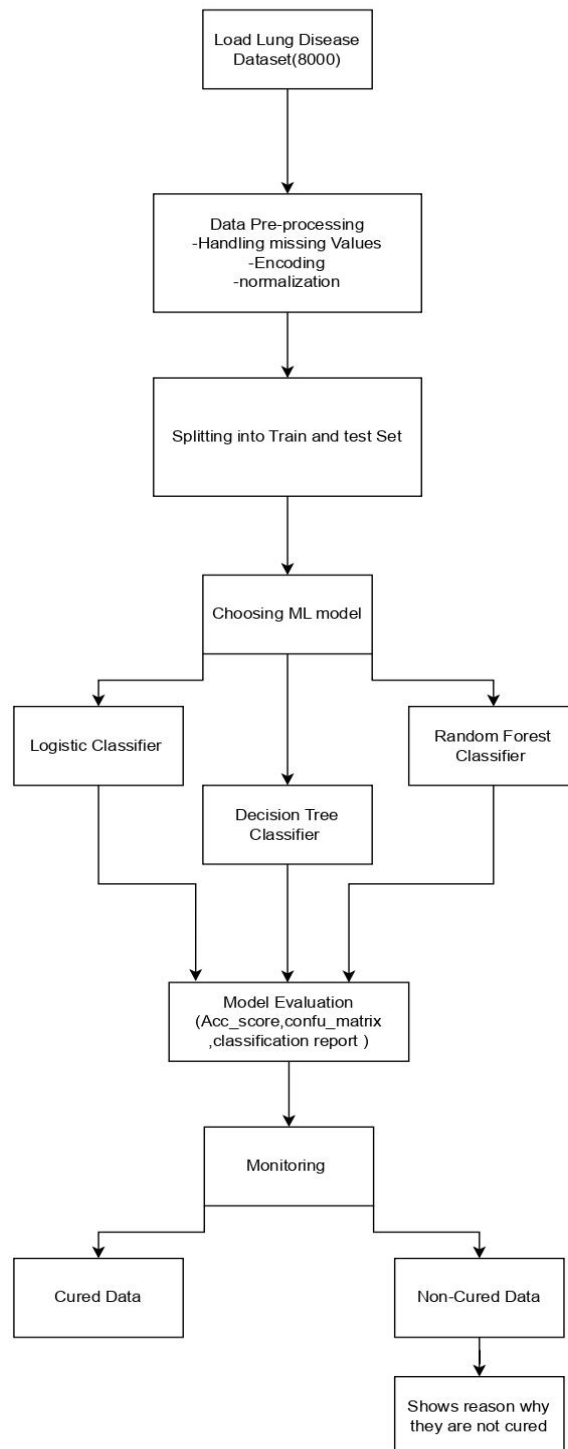 Load Lung Disease
Dataset(8000)
Data Pre-processing
-Handling missing Values
-Encoding
-normalization
Splitting into Train and test Set
Choosing ML model
Logistic Classifier
Random Forest
Classifier
Decision Tree
Classifier
Model Evaluation
(Acc_score,confu_matrix
,classification report )
Monitoring
Cured Data
Non-Cured Data
Shows reason why
they are not cured